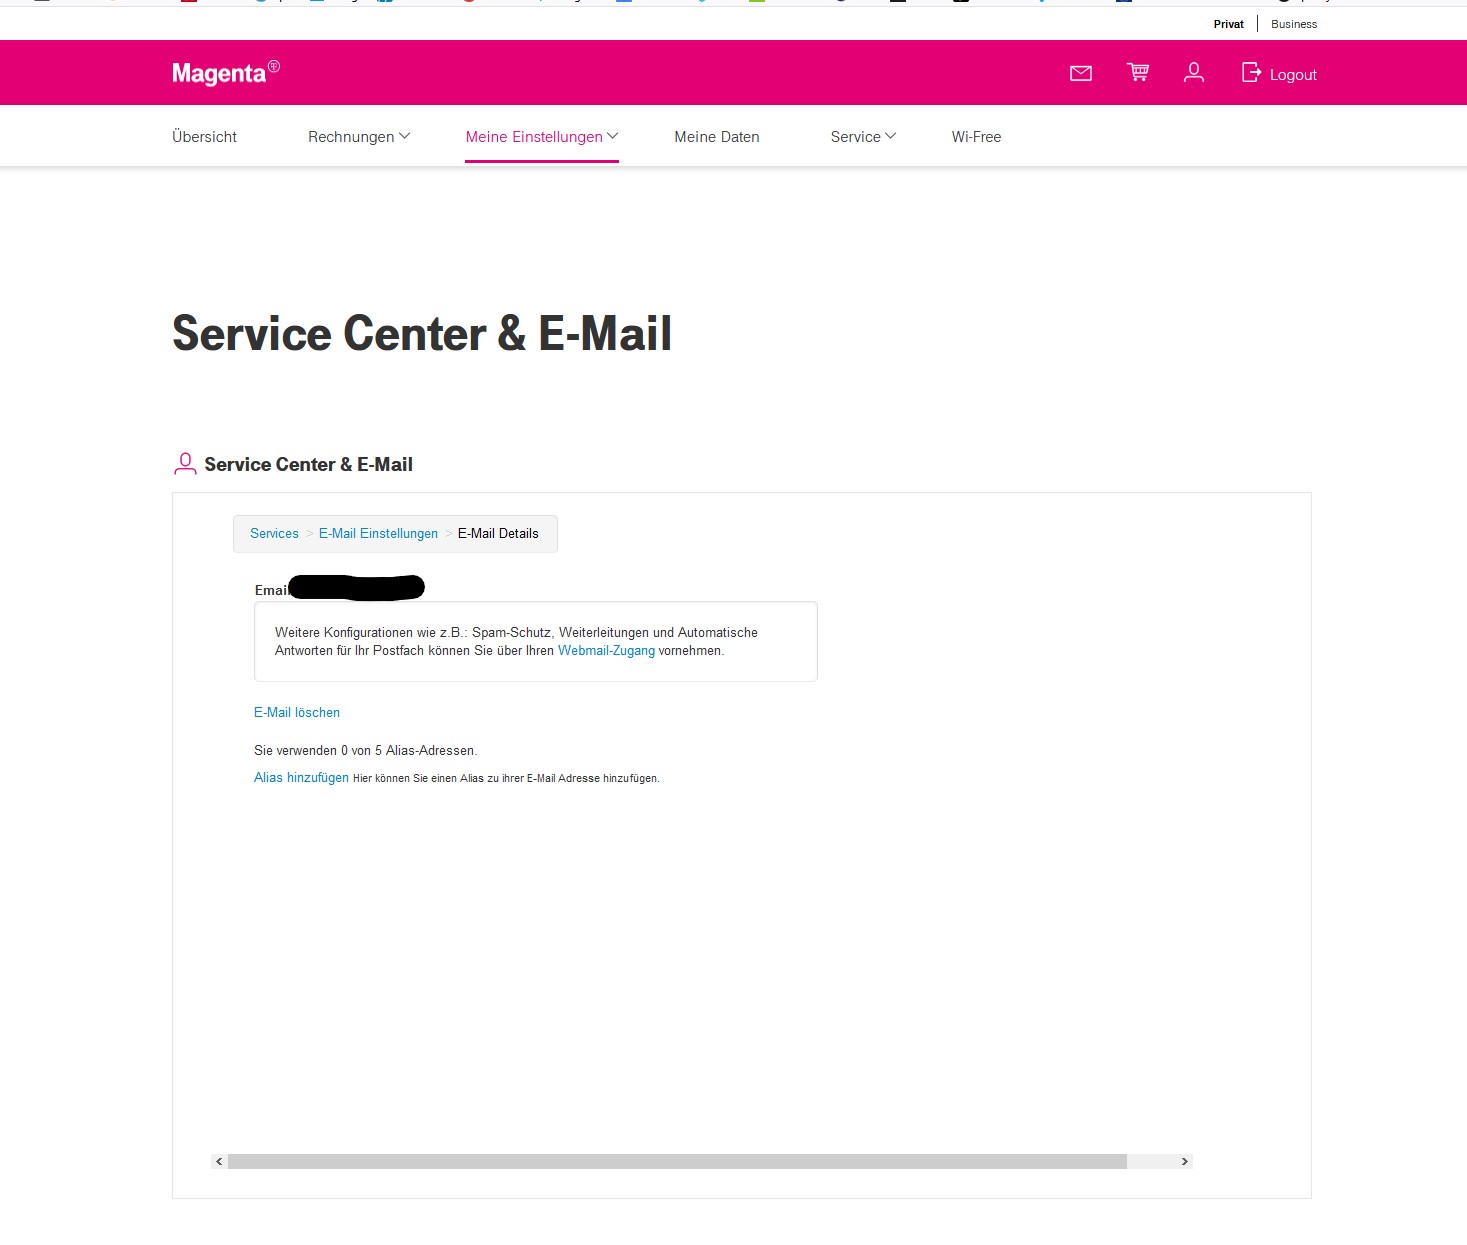 Privat
Business
Magenta®
Logout
Übersicht
Rechnungen
Meine Einstellungen
Meine Daten
Service
Wi-Free
Service Center & E-Mail
Service Center & E-Mail
Services > E-Mail Einstellungen > E-Mail Details
Email
Weitere Konfigurationen wie z.B.: Spam-Schutz, Weiterleitungen und Automatische
Antworten für Ihr Postfach können Sie über Ihren Webmail-Zugang vornehmen.
E-Mail löschen
Sie verwenden 0 von 5 Alias-Adressen.
Alias hinzufügen Hier können Sie einen Alias zu ihrer E-Mail Adresse hinzufügen.